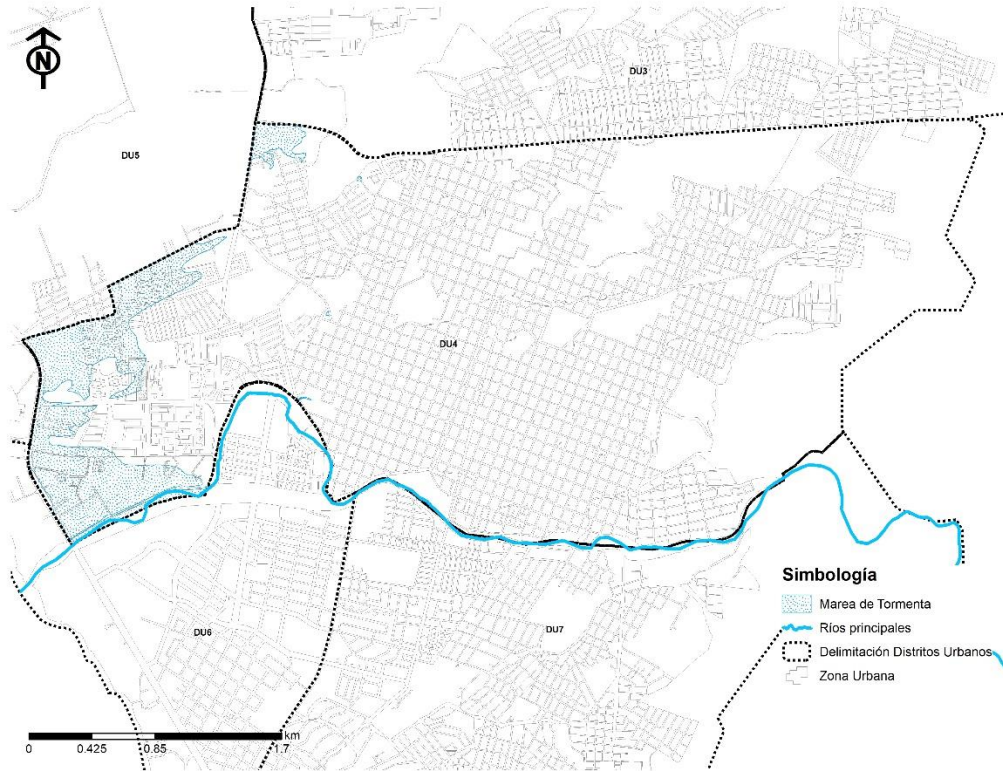 N
DU3
DU5
DU4
DU6
DU7
Simbología
Marea de Tormenta
Ríos principales
Delimitación Distritos Urbanos
Zona Urbana
km
0 0.425 0.85 1.7